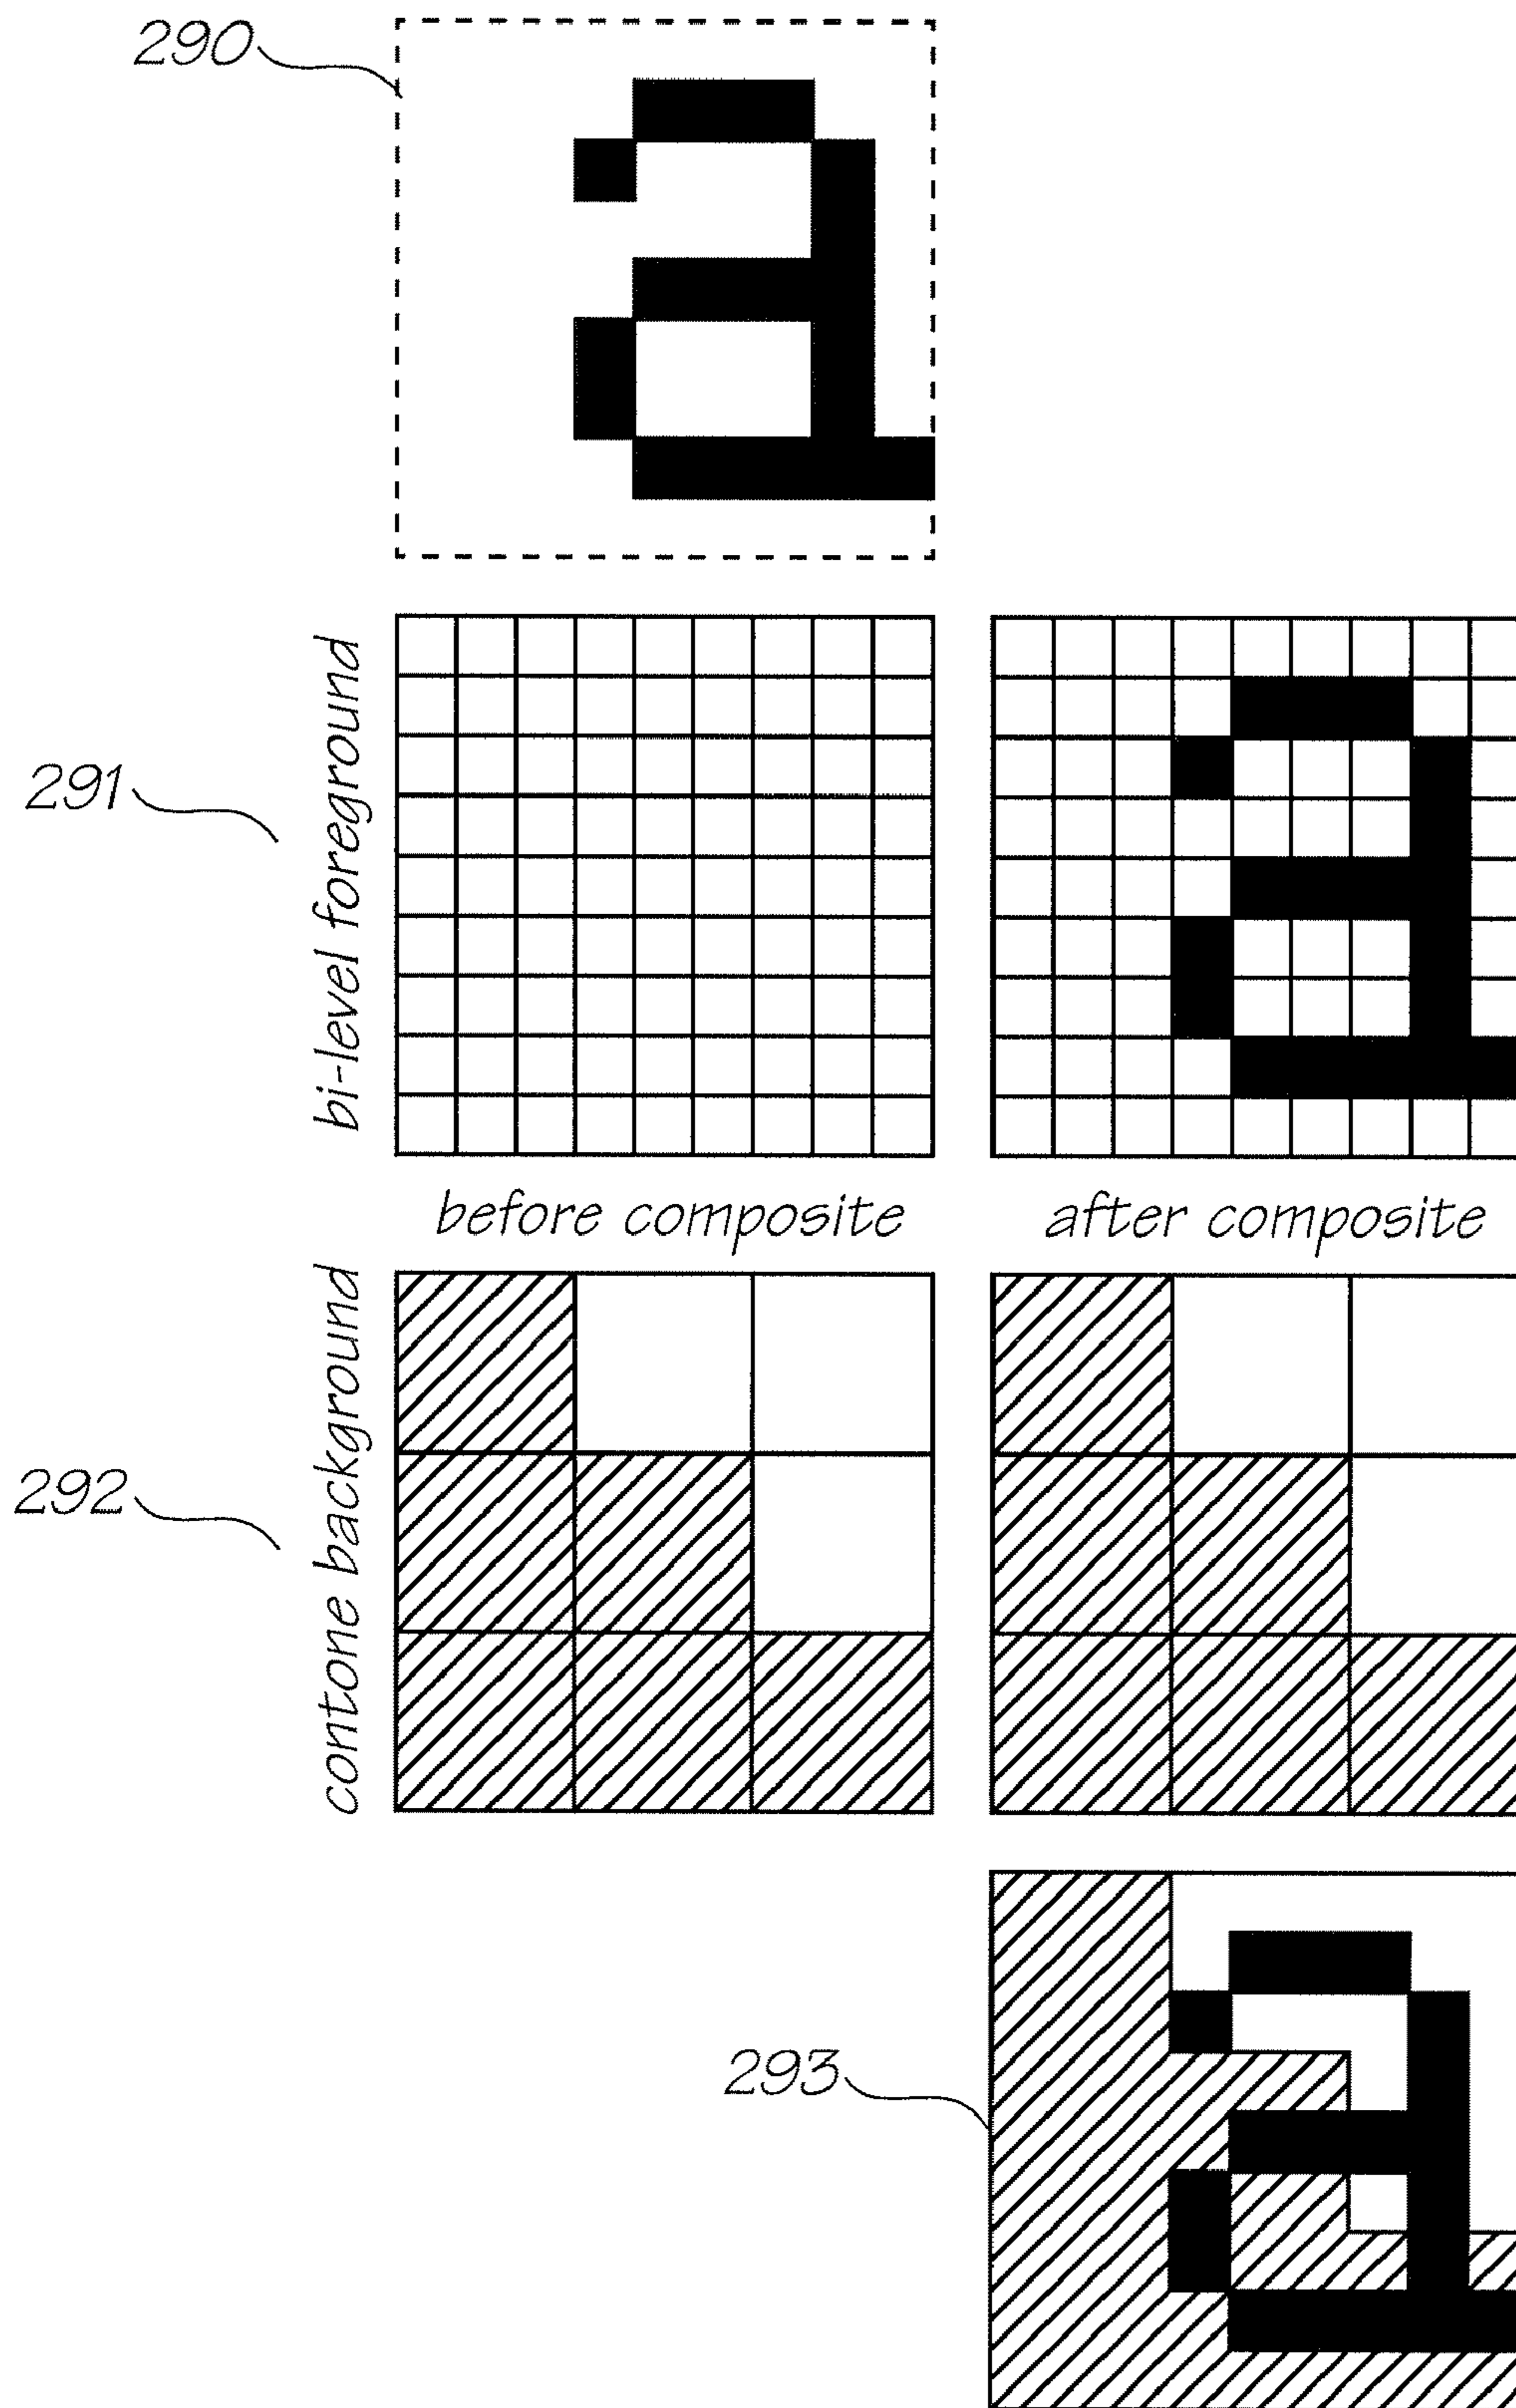 290
291
bi-level foreground
before composite
after composite
292
contone background
293